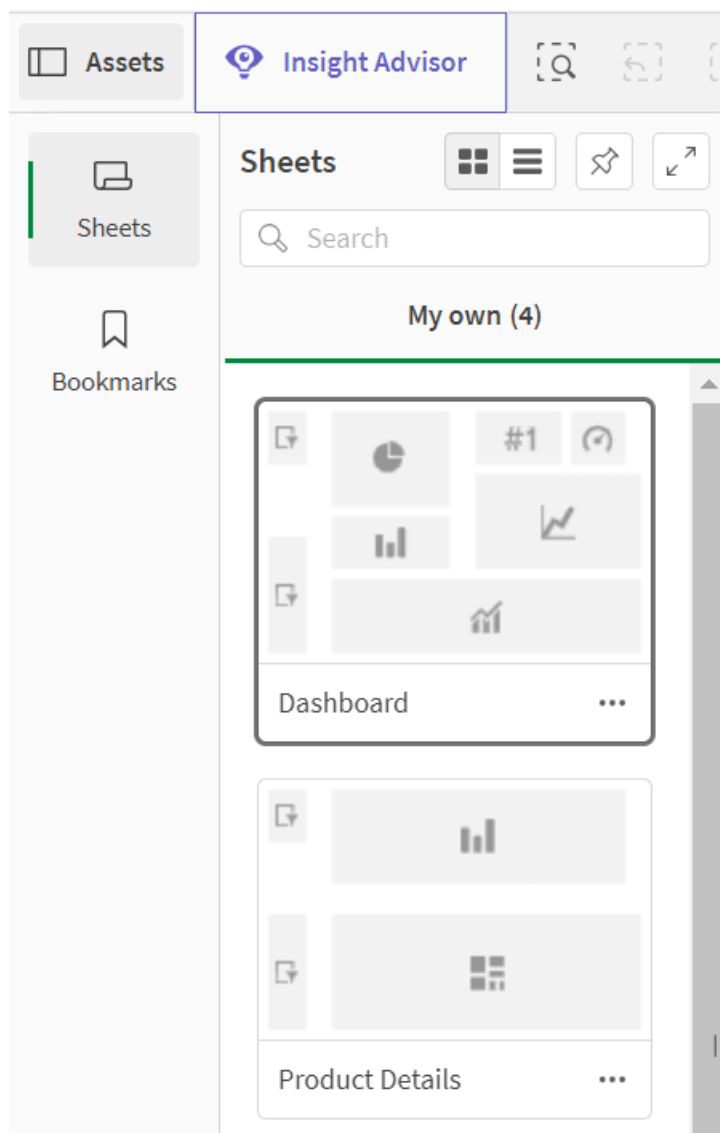 Assets
Insight Advisor
Sheets
Sheets
Search
Bookmarks
My own (4)
#1
Dashboard
Product Details